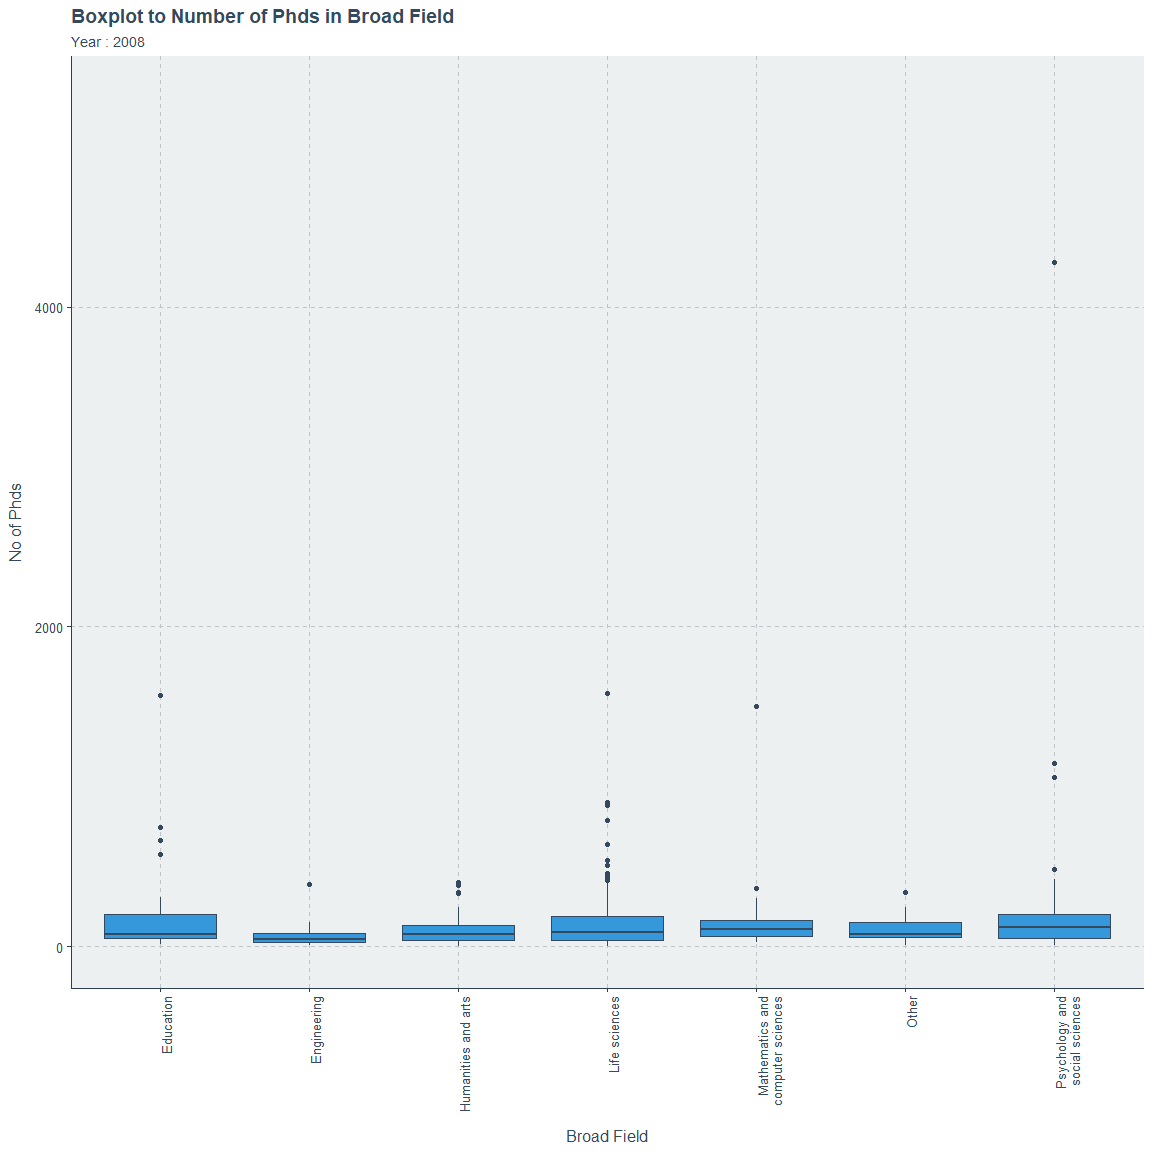 Boxplot to Number of Phds in Broad Field
Year : 2008
No of Phds
4000
2000
0
Education
Engineering
Humanities and arts
Life sciences
Mathematics and
computer sciences
Other
Psychology and
social sciences
Broad Field